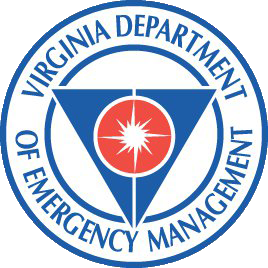 VIRGINIA DEPARTMENT
OF EMERGENCY MANAGEMENT